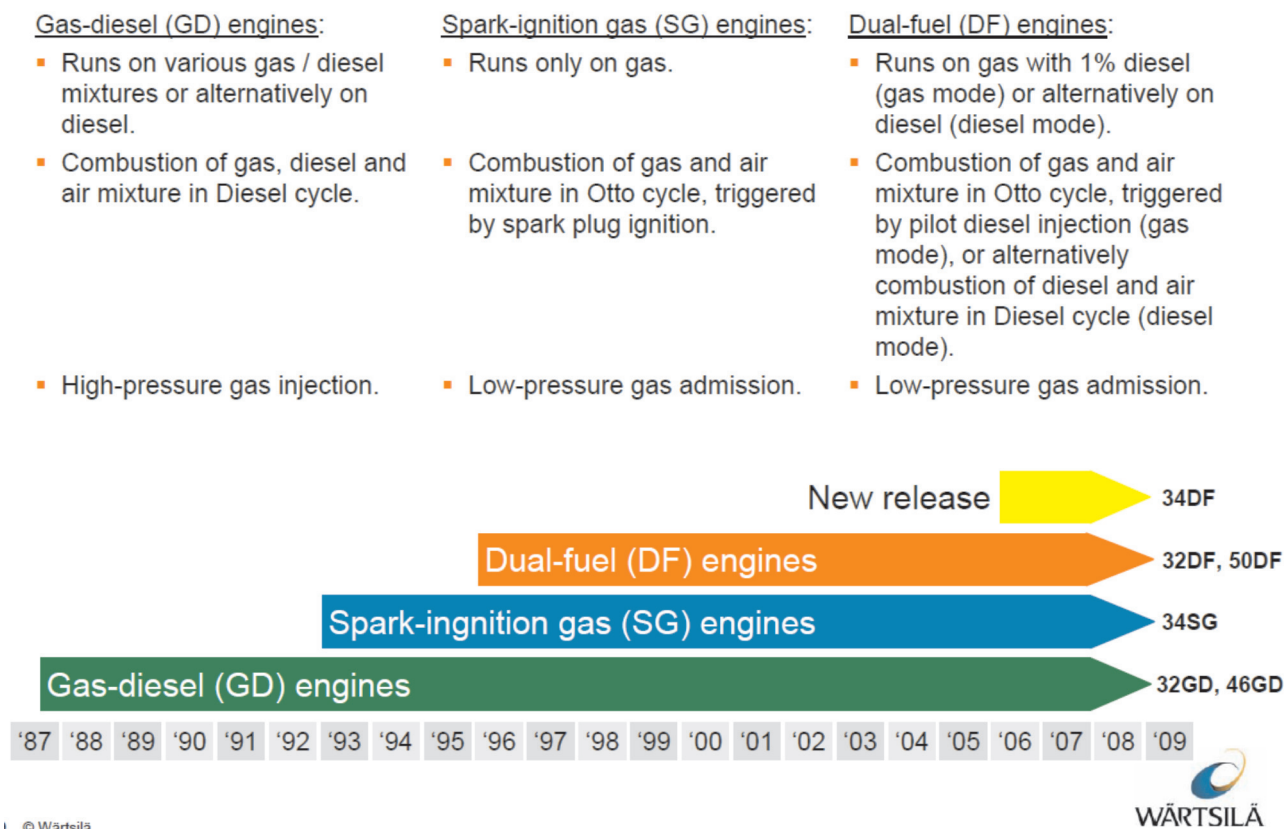 Gas-diesel (GD) engines:
▪ Runs on various gas / diesel
mixtures or alternatively on
diesel.
▪ Combustion of gas, diesel and
air mixture in Diesel cycle.
▪ High-pressure gas injection.
Spark-ignition gas (SG) engines:
▪ Runs only on gas.
▪ Combustion of gas and air
mixture in Otto cycle, triggered
by spark plug ignition.
▪ Low-pressure gas admission.
Dual-fuel (DF) engines:
▪ Runs on gas with 1% diesel
(gas mode) or alternatively on
diesel (diesel mode).
▪ Combustion of gas and air
mixture in Otto cycle, triggered
by pilot diesel injection (gas
mode), or alternatively
combustion of diesel and air
mixture in Diesel cycle (diesel
mode).
▪ Low-pressure gas admission.
New release 34DF
Dual-fuel (DF) engines 32DF, 50DF
Spark-ingnition gas (SG) engines 34SG
Gas-diesel (GD) engines 32GD, 46GD
‘87 ‘88 ‘89 ‘90 ‘91 ‘92 ‘93 ‘94 ‘95 ‘96 ‘97 ‘98 ‘99 ‘00 ‘01 ‘02 ‘03 ‘04 ‘05 ‘06 ‘07 ‘08 ‘09
WÄRTSILÄ
© Wärtsilä